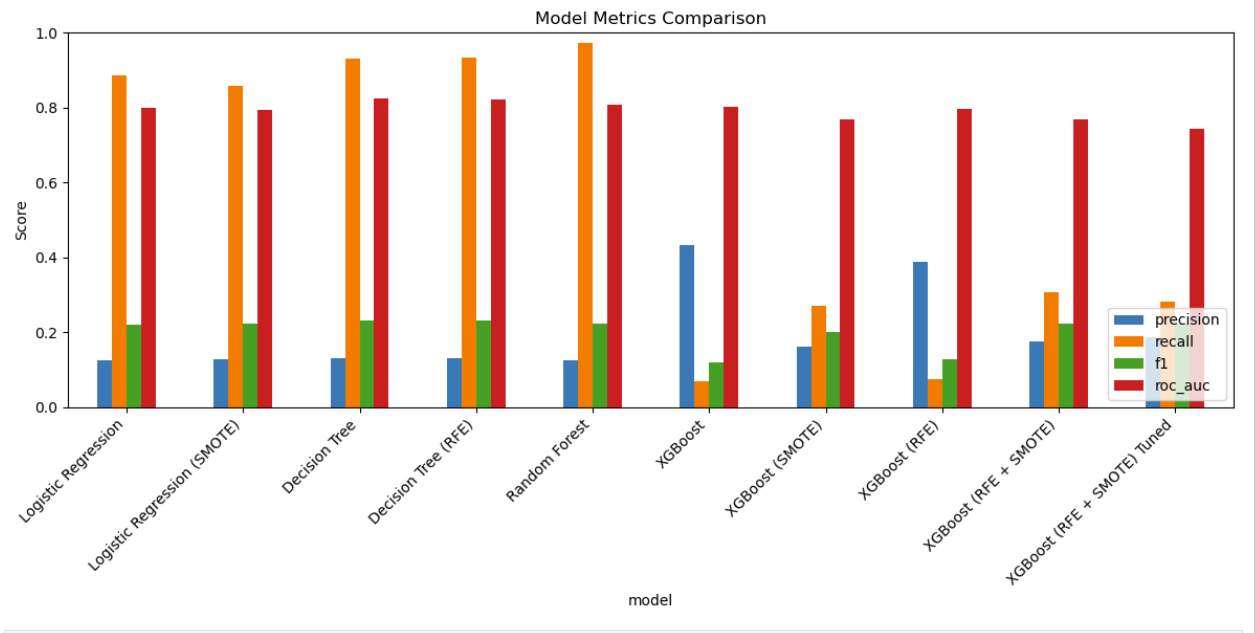 Model Metrics Comparison
1.0
0.8
0.6
0.4
0.2
0.0
Score
precision
recall
f1
roc_auc
Logistic Regression
Logistic Regression (SMOTE)
Decision Tree
Decision Tree (RFE)
Random Forest
XGBoost
XGBoost (SMOTE)
XGBoost (RFE)
XGBoost (RFE + SMOTE)
XGBoost (RFE + SMOTE) Tuned
model